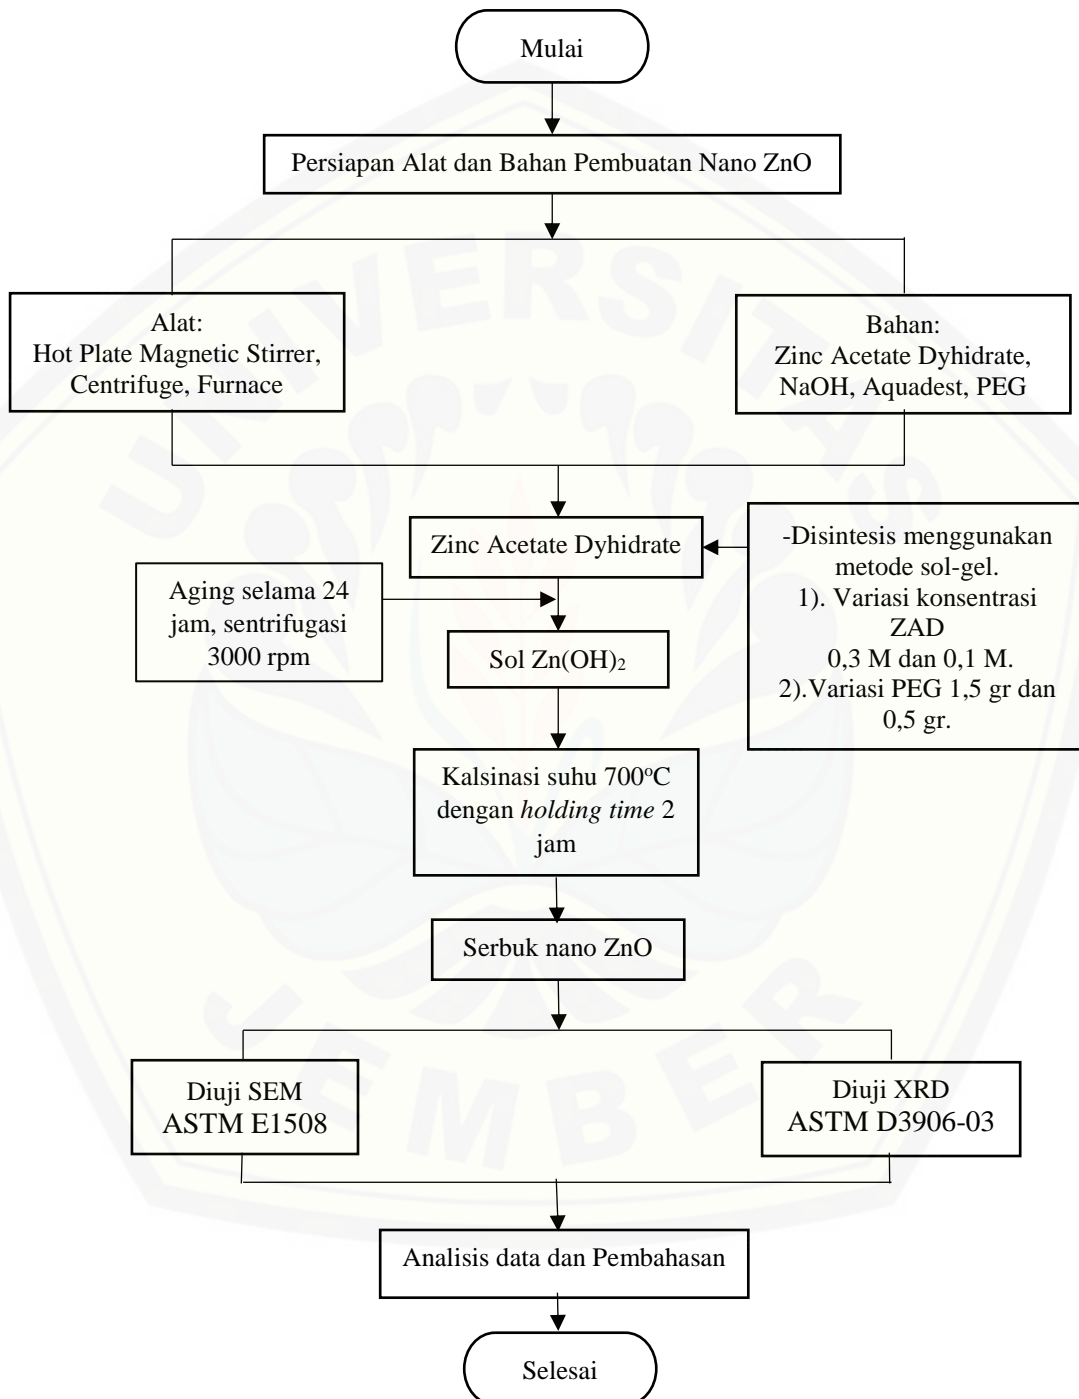 Mulai
Persiapan Alat dan Bahan Pembuatan Nano ZnO
Alat:
Hot Plate Magnetic Stirrer,
Centrifuge, Furnace
Bahan:
Zinc Acetate Dyhidrate,
NaOH, Aquadest, PEG
Zinc Acetate Dyhidrate
-Disintesis menggunakan
metode sol-gel.
1). Variasi konsentrasi
ZAD
0,3 M dan 0,1 M.
2).Variasi PEG 1,5 gr dan
0,5 gr.
Aging selama 24
jam, sentrifugasi
3000 rpm
Sol Zn(OH)₂
Kalsinasi suhu 700°C
dengan holding time 2
jam
Serbuk nano ZnO
Diuji SEM
ASTM E1508
Diuji XRD
ASTM D3906-03
Analisis data dan Pembahasan
Selesai
UNIVERSITAS
JEMBER